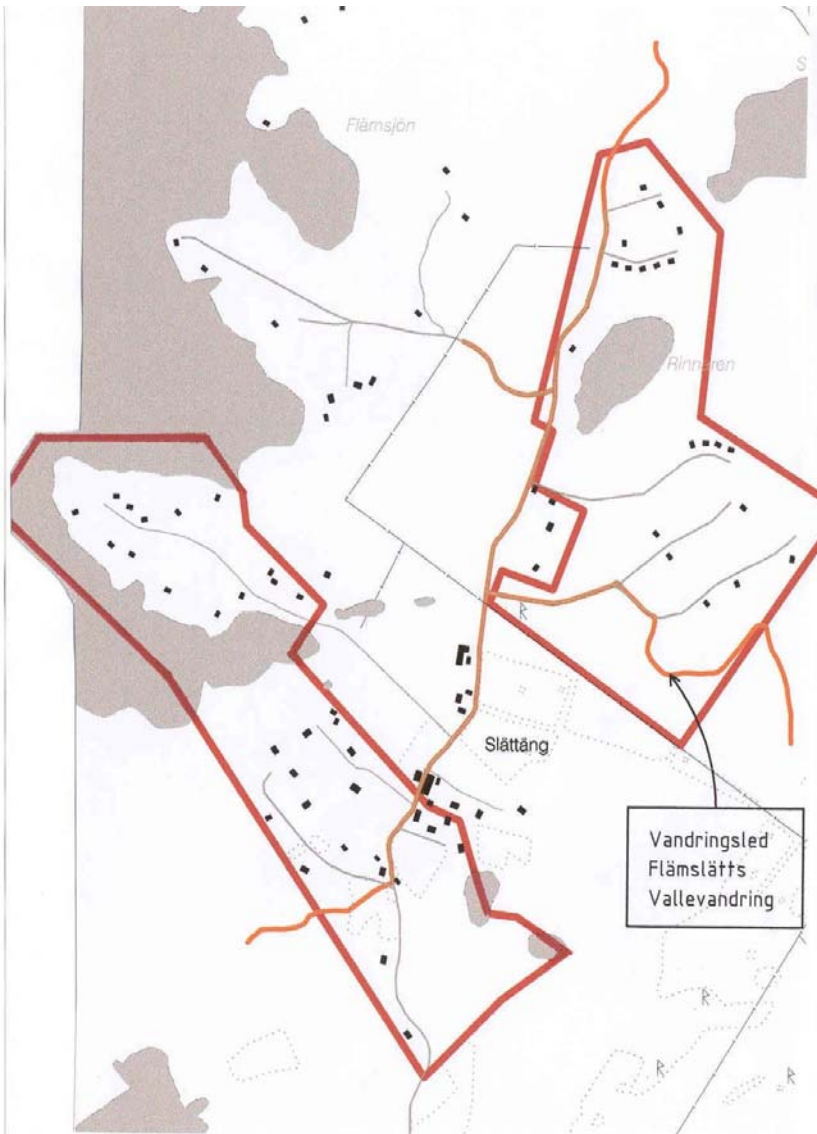 Flämsjön
S
Rinnaren
R
Slättäng
Vandringsled
Flämslätts
Vallevandring
R
R
R